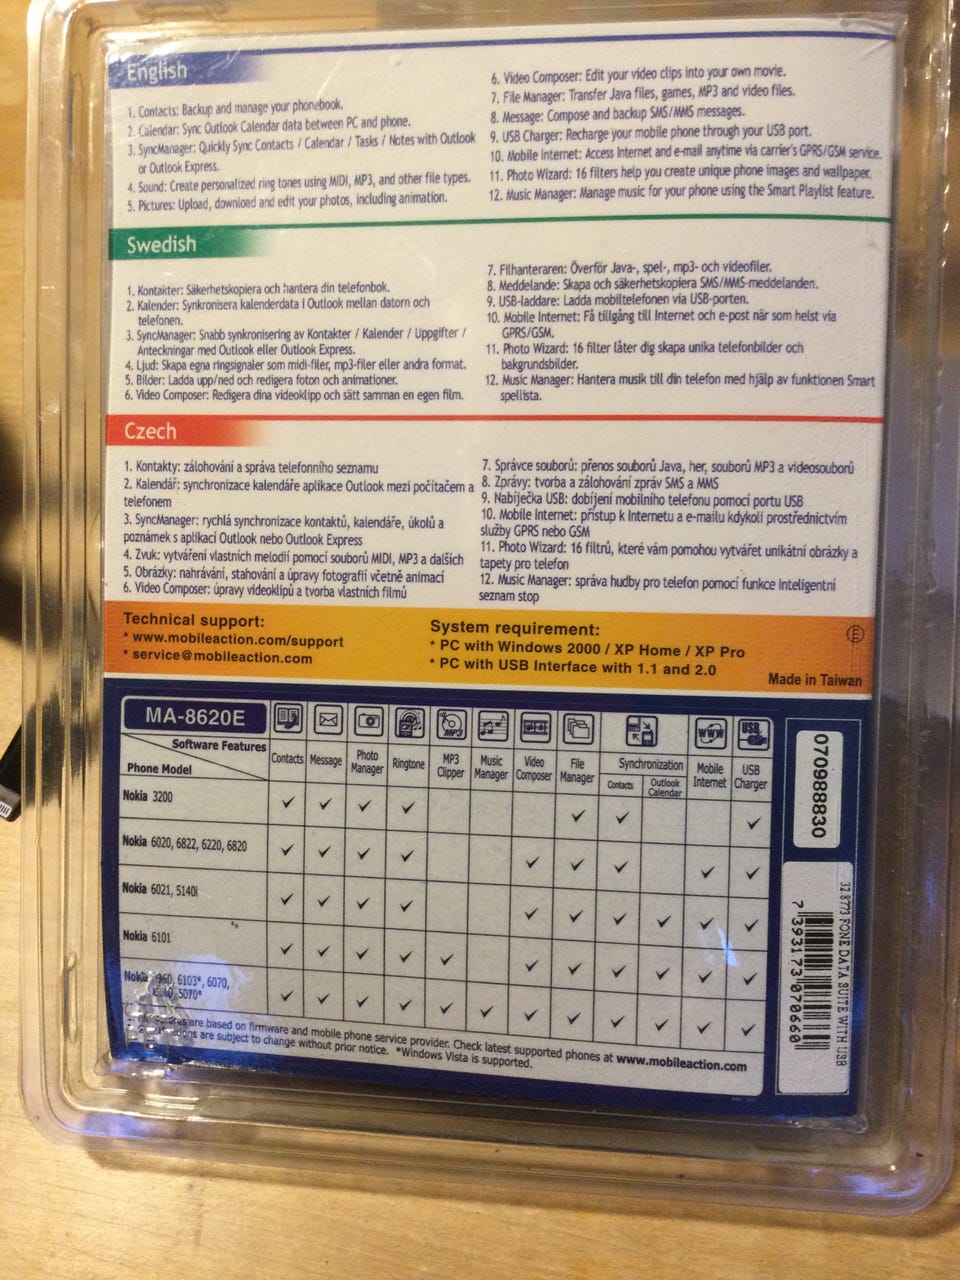 English
1. Contacts: Backup and manage your phonebook.
2. Calendar: Sync Outlook Calendar data between PC and phone.
3. SyncManager: Quickly Sync Contacts / Calendar / Tasks / Notes with Outlook
or Outlook Express.
4. Sound: Create personalized ring tones using MIDI, MP3, and other file types.
5. Pictures: Upload, download and edit your photos, including animation.
6. Video Composer: Edit your video clips into your own movie.
7. File Manager: Transfer Java files, games, MP3 and video files.
8. Message: Compose and backup SMS/MMS messages.
9. USB Charger: Recharge your mobile phone through your USB port.
10. Mobile Internet: Access Internet and e-mail anytime via carrier's GPRS/GSM service.
11. Photo Wizard: 16 filters help you create unique phone images and wallpaper.
12. Music Manager: Manage music for your phone using the Smart Playlist feature.
Swedish
1. Kontakter: Säkerhetskopiera och hantera din telefonbok.
2. Kalender: Synkronisera kalenderdata i Outlook mellan datorn och
telefonen.
3. SyncManager: Snabb synkronisering av Kontakter / Kalender / Uppgifter /
Anteckningar med Outlook eller Outlook Express.
4. Ljud: Skapa egna ringsignaler som midi-filer, mp3-filer eller andra format.
5. Bilder: Ladda upp/ned och redigera foton och animationer.
6. Video Composer: Redigera dina videoklipp och sätt samman en egen film.
7. Filhanteraren: Överför Java-, spel-, mp3- och videofiler.
8. Meddelande: Skapa och säkerhetskopiera SMS/MMS-meddelanden.
9. USB-laddare: Ladda mobiltelefonen via USB-porten.
10. Mobile Internet: Få tillgång till Internet och e-post när som helst via
GPRS/GSM.
11. Photo Wizard: 16 filter låter dig skapa unika telefonbilder och
bakgrundsbilder.
12. Music Manager: Hantera musik till din telefon med hjälp av funktionen Smart
spellista.
Czech
1. Kontakty: zálohování a správa telefonního seznamu
2. Kalendář: synchronizace kalendáře aplikace Outlook mezi počítačem a
telefonem
3. SyncManager: rychlá synchronizace kontaktů, kalendáře, úkolů a
poznámek s aplikací Outlook nebo Outlook Express
4. Zvuk: vytváření vlastních melodií pomocí souborů MIDI, MP3 a dalších
5. Obrázky: nahrávání, stahování a úpravy fotografií včetně animací
6. Video Composer: úpravy videoklipů a tvorba vlastních filmů
7. Správce souborů: přenos souborů Java, her, souborů MP3 a videosouborů
8. Zprávy: tvorba a zálohování zpráv SMS a MMS
9. Nabíječka USB: dobíjení mobilního telefonu pomocí portu USB
10. Mobile Internet: přístup k Internetu a e-mailu kdykoli prostřednictvím
služby GPRS nebo GSM
11. Photo Wizard: 16 filtrů, které vám pomohou vytvářet unikátní obrázky a
tapety pro telefon
12. Music Manager: správa hudby pro telefon pomocí funkce Inteligentní
seznam stop
Technical support:
* www.mobileaction.com/support
* service@mobileaction.com
System requirement:
* PC with Windows 2000 / XP Home / XP Pro
* PC with USB Interface with 1.1 and 2.0
E
Made in Taiwan
MA-8620E
MP3
WWW
USB
Software Features
Phone Model
Contacts
Message
Photo
Manager
Ringtone
MP3
Clipper
Music
Manager
Video
Composer
File
Manager
Synchronization
Contacts
Outlook
Calendar
Mobile
Internet
USB
Charger
Nokia 3200
✓ ✓ ✓ ✓ ✓ ✓ ✓
Nokia 6020, 6822, 6220, 6820
✓ ✓ ✓ ✓ ✓ ✓ ✓ ✓ ✓
Nokia 6021, 5140i
✓ ✓ ✓ ✓ ✓ ✓ ✓ ✓ ✓ ✓
Nokia 6101
✓ ✓ ✓ ✓ ✓ ✓ ✓ ✓ ✓ ✓ ✓
Nokia 6103*, 6070,
5070*
✓ ✓ ✓ ✓ ✓ ✓ ✓ ✓ ✓ ✓ ✓ ✓
are based on firmware and mobile phone service provider. Check latest supported phones at www.mobileaction.com
are subject to change without prior notice. *Windows Vista is supported.
070988830
32 8773 FONE DATA SUITE WITH USB
7 393173 070660